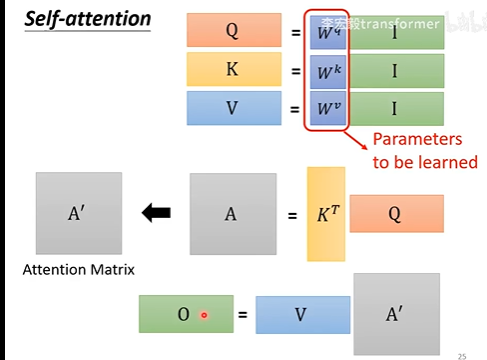 Self-attention
李宏毅transformer
Q = W^q I
K = W^k I
V = W^v I
Parameters
to be learned
A′ A = K^T Q
Attention Matrix
O = V A′
25